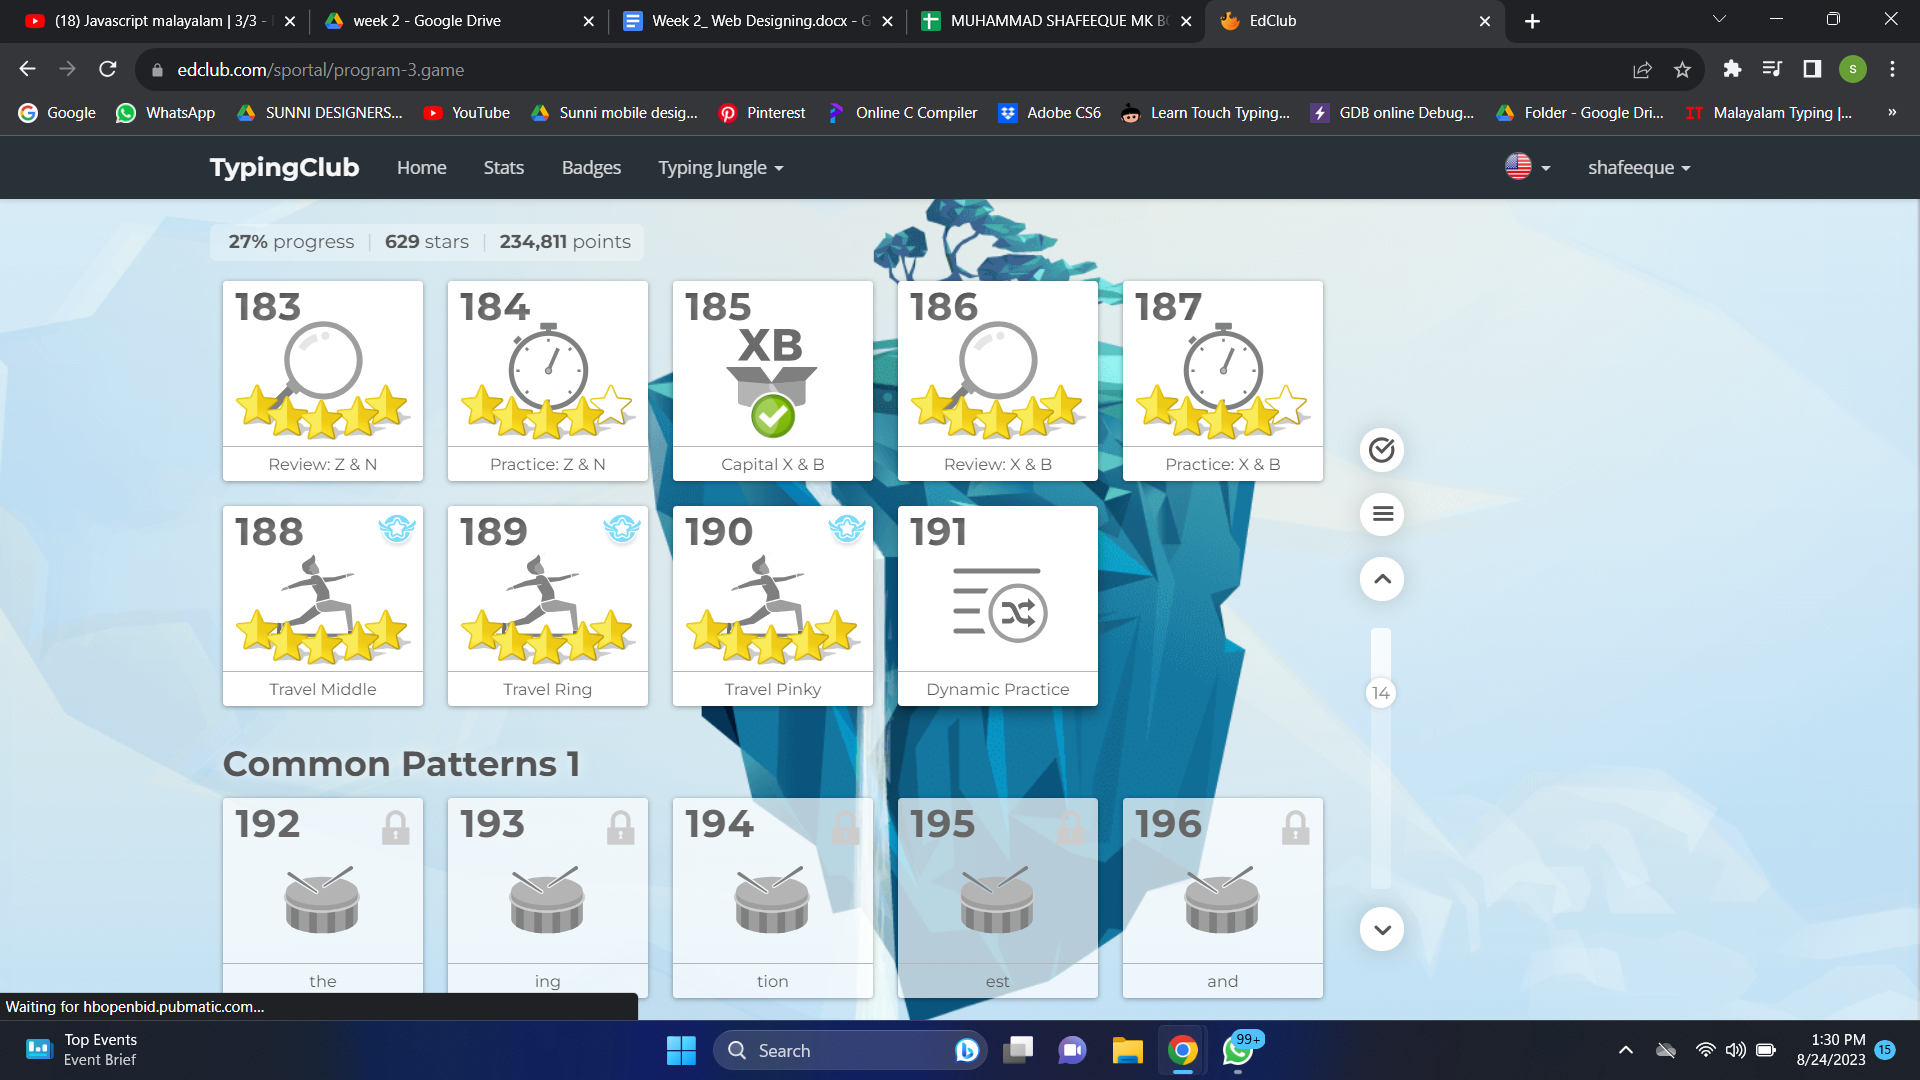 (18) Javascript malayalam | 3/3 -
week 2 - Google Drive
Week 2_ Web Designing.docx - G
MUHAMMAD SHAFEEQUE MK BC
EdClub
edclub.com/sportal/program-3.game
s
Google
WhatsApp
SUNNI DESIGNERS...
YouTube
Sunni mobile desig...
Pinterest
Online C Compiler
Adobe CS6
Learn Touch Typing...
GDB online Debug...
Folder - Google Dri...
IT
Malayalam Typing |...
»
TypingClub
Home
Stats
Badges
Typing Jungle
shafeeque
27% progress
629 stars
234,811 points
183
184
185
186
187
XB
Review: Z & N
Practice: Z & N
Capital X & B
Review: X & B
Practice: X & B
188
189
190
191
Travel Middle
Travel Ring
Travel Pinky
Dynamic Practice
14
Common Patterns 1
192
193
194
195
196
the
ing
tion
est
and
Waiting for hbopenbid.pubmatic.com...
Top Events
Event Brief
Search
99+
1:30 PM
8/24/2023
15